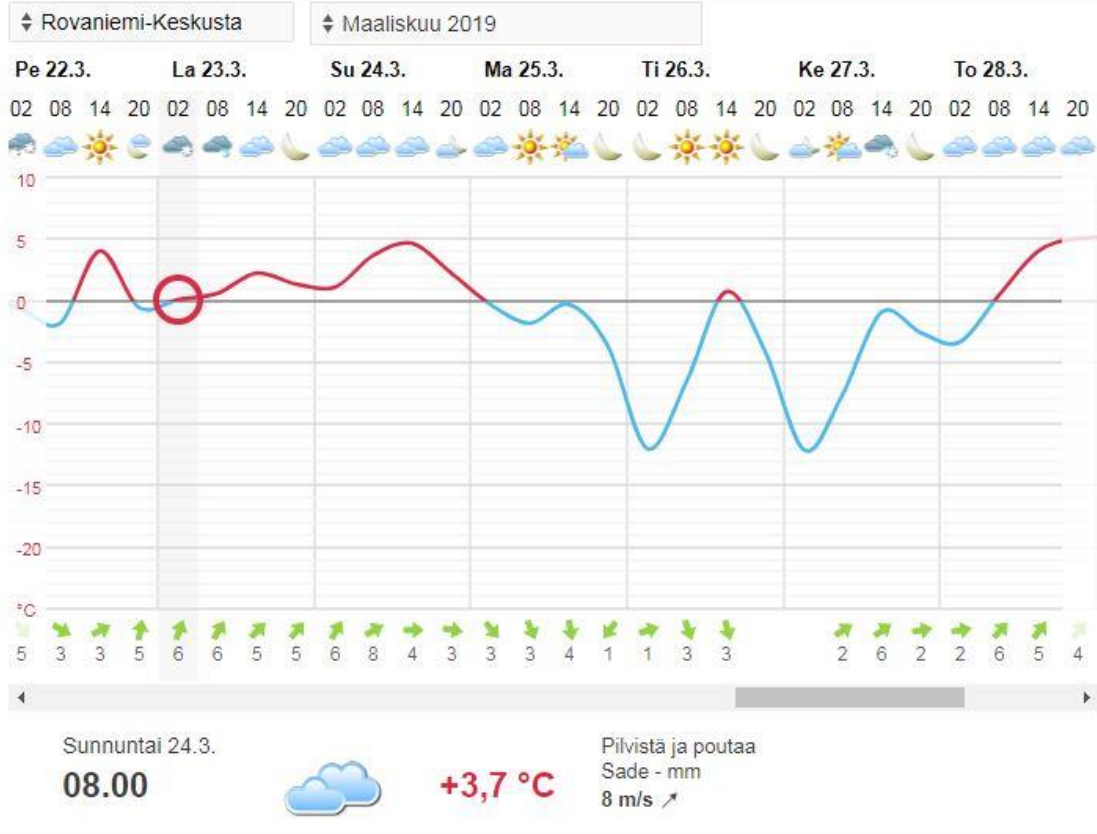 Rovaniemi-Keskusta Maaliskuu 2019
Pe 22.3. La 23.3. Su 24.3. Ma 25.3. Ti 26.3. Ke 27.3. To 28.3.
02 08 14 20 02 08 14 20 02 08 14 20 02 08 14 20 02 08 14 20 02 08 14 20 02 08 14 20
10
5
0
-5
-10
-15
-20
°C
5 3 3 5 6 6 5 5 6 8 4 3 3 3 4 1 1 3 3 2 6 2 2 6 5 4
Sunnuntai 24.3.
08.00
+3,7 °C
Pilvistä ja poutaa
Sade - mm
8 m/s